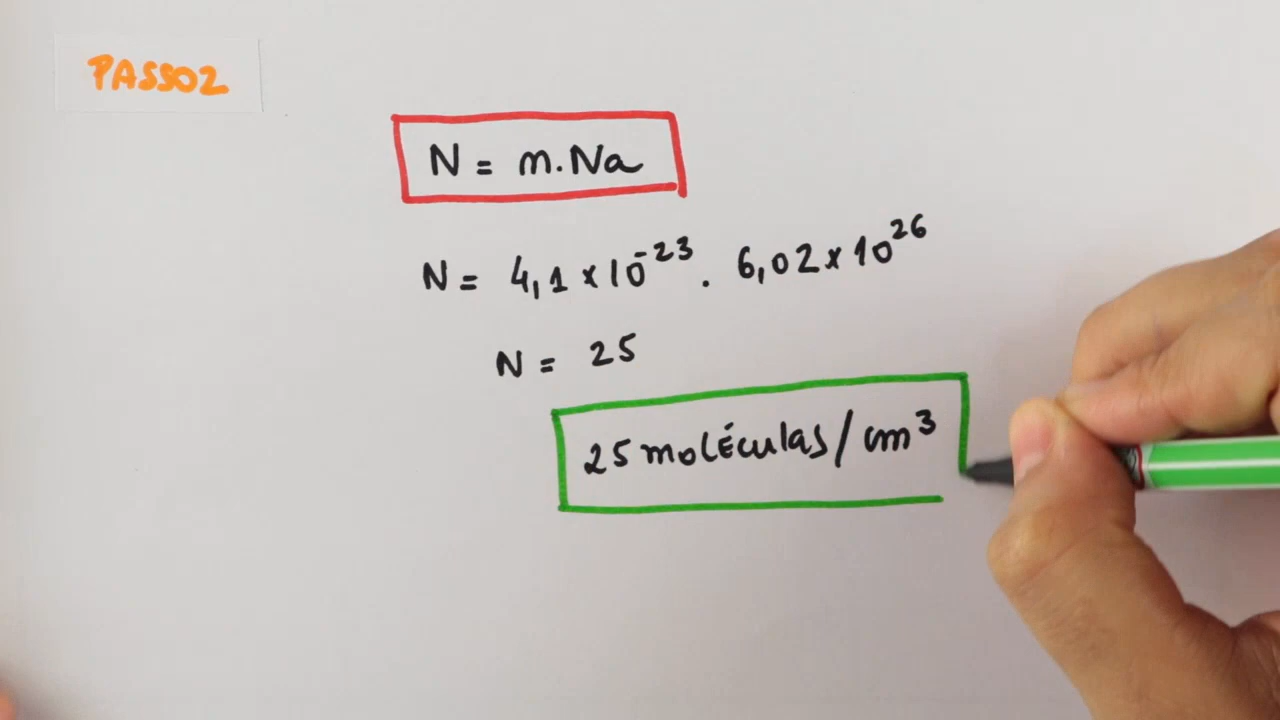 PASSO2
N = m.Na
N = 4,1 × 10⁻²³ . 6,02 × 10²⁶
N = 25
25 moléculas/cm³